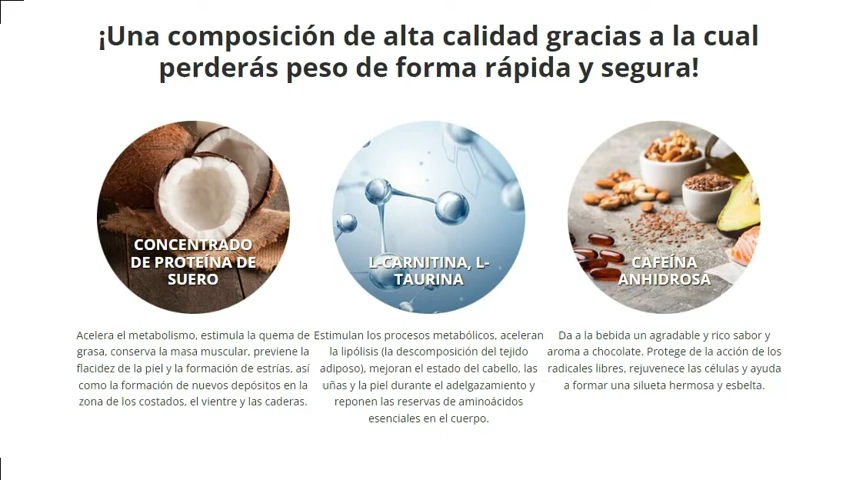 ¡Una composición de alta calidad gracias a la cual
perderás peso de forma rápida y segura!
CONCENTRADO
DE PROTEÍNA DE
SUERO
Acelera el metabolismo, estimula la quema de
grasa, conserva la masa muscular, previene la
flacidez de la piel y la formación de estrías, así
como la formación de nuevos depósitos en la
zona de los costados, el vientre y las caderas.
L-CARNITINA, L-
TAURINA
Estimulan los procesos metabólicos, aceleran
la lipólisis (la descomposición del tejido
adiposo), mejoran el estado del cabello, las
uñas y la piel durante el adelgazamiento y
reponen las reservas de aminoácidos
esenciales en el cuerpo.
CAFEÍNA
ANHIDROSA
Da a la bebida un agradable y rico sabor y
aroma a chocolate. Protege de la acción de los
radicales libres, rejuvenece las células y ayuda
a formar una silueta hermosa y esbelta.